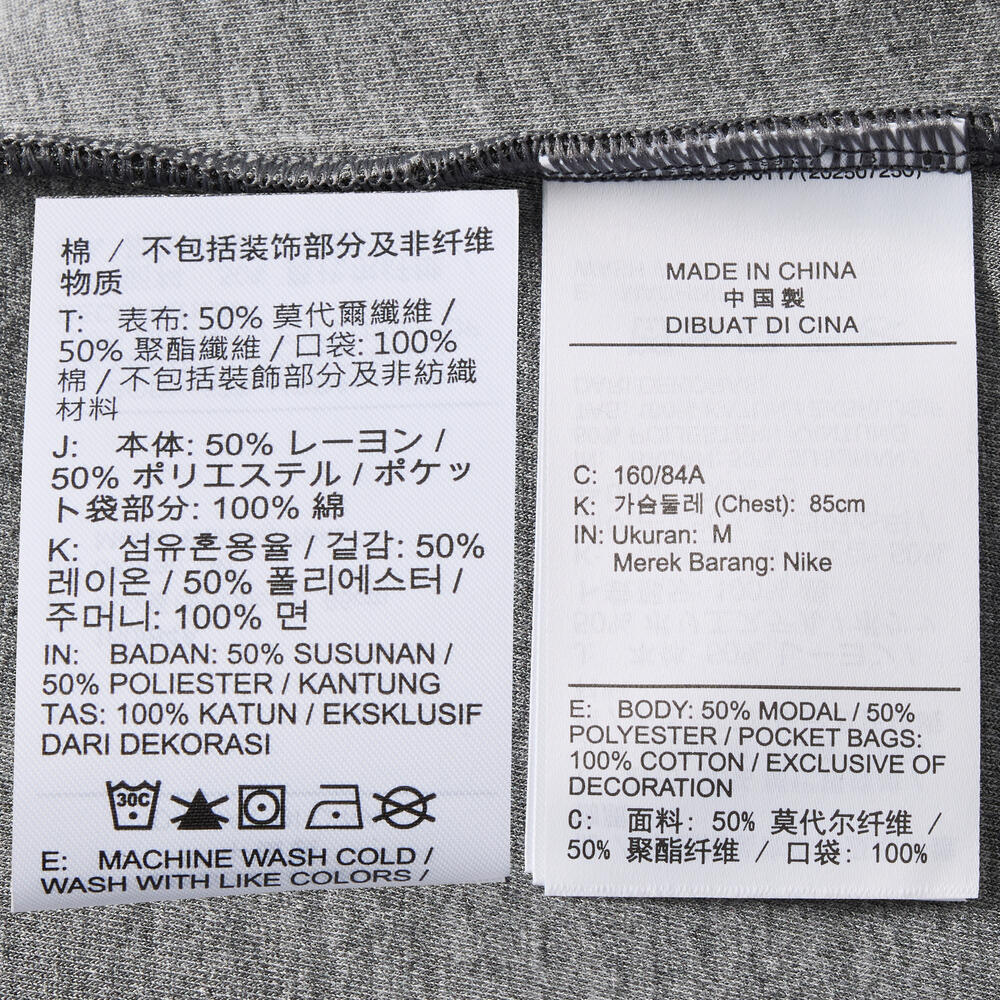 棉 / 不包括装饰部分及非纤维
物质
T: 表布: 50% 莫代爾纖維 /
50% 聚酯纖維 / 口袋: 100%
棉 / 不包括裝飾部分及非紡織
材料
J: 本体: 50% レーヨン /
50% ポリエステル / ポケッ
ト袋部分: 100% 綿
K: 섬유혼용율 / 겉감: 50%
레이온 / 50% 폴리에스터 /
주머니: 100% 면
IN: BADAN: 50% SUSUNAN /
50% POLIESTER / KANTUNG
TAS: 100% KATUN / EKSKLUSIF
DARI DEKORASI
30C
E: MACHINE WASH COLD /
WASH WITH LIKE COLORS /
MADE IN CHINA
中国製
DIBUAT DI CINA
C: 160/84A
K: 가슴둘레 (Chest): 85cm
IN: Ukuran: M
Merek Barang: Nike
E: BODY: 50% MODAL / 50%
POLYESTER / POCKET BAGS:
100% COTTON / EXCLUSIVE OF
DECORATION
C: 面料: 50% 莫代尔纤维 /
50% 聚酯纤维 / 口袋: 100%